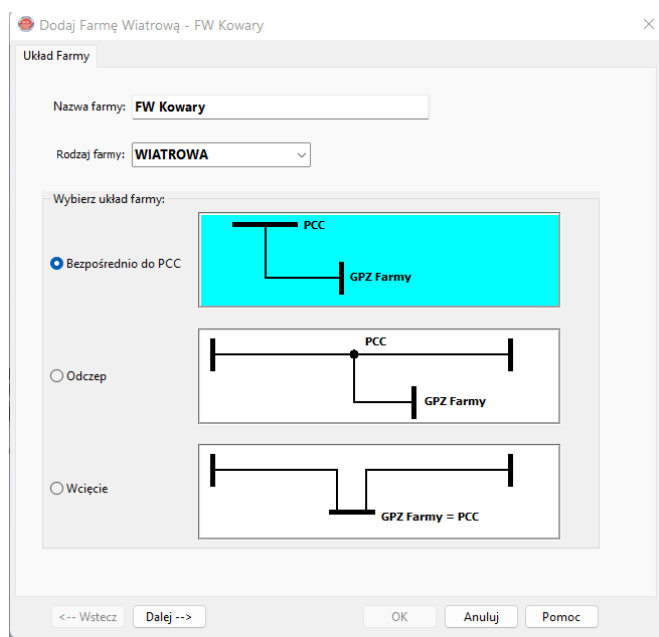 Dodaj Farmę Wiatrową - FW Kowary
Układ Farmy
Nazwa farmy: FW Kowary
Rodzaj farmy: WIATROWA
Wybierz układ farmy:
PCC
Bezpośrednio do PCC
GPZ Farmy
PCC
Odczep
GPZ Farmy
Wcięcie
GPZ Farmy = PCC
<-- Wstecz Dalej --> OK Anuluj Pomoc